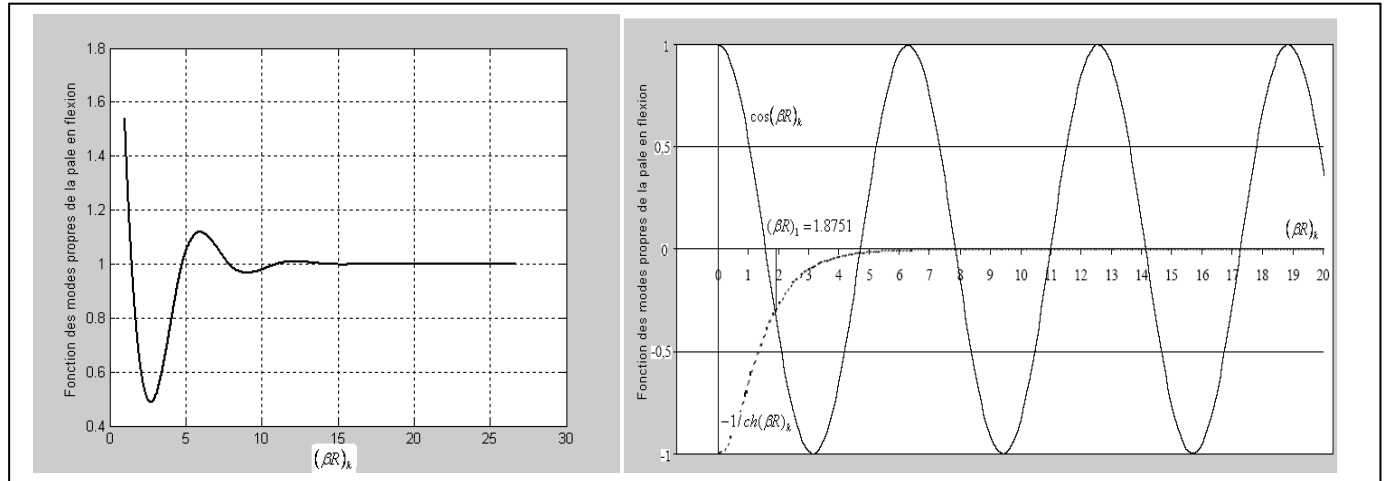 Fonction des modes propres de la pale en flexion
1.8
1.6
1.4
1.2
1
0.8
0.6
0.4
0 5 10 15 20 25 30
(βR)k
Fonction des modes propres de la pale en flexion
1
0,5
0
-0,5
-1
cos(βR)k
(βR)1 = 1.8751
(βR)k
0 1 2 3 4 5 6 7 8 9 10 11 12 13 14 15 16 17 18 19 20
-1/ch(βR)k